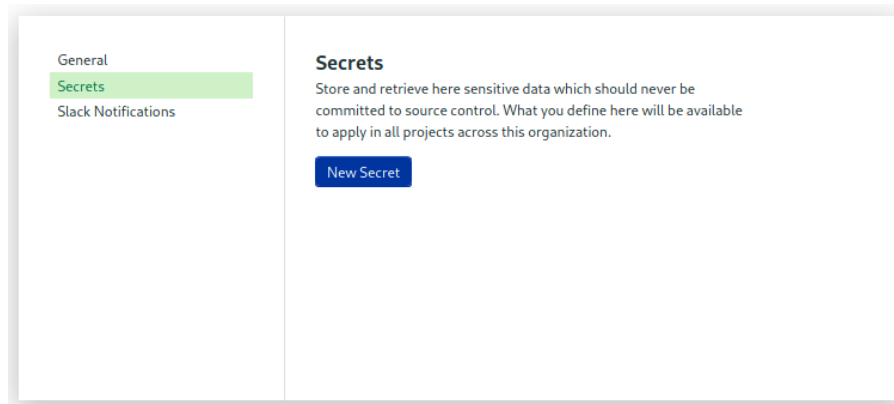 General
Secrets
Slack Notifications
Secrets
Store and retrieve here sensitive data which should never be
committed to source control. What you define here will be available
to apply in all projects across this organization.
New Secret